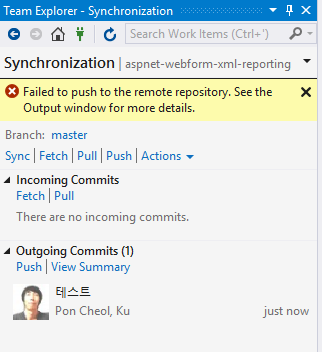 Team Explorer - Synchronization
Search Work Items (Ctrl+')
Synchronization | aspnet-webform-xml-reporting
Failed to push to the remote repository. See the
Output window for more details.
Branch: master
Sync | Fetch | Pull | Push | Actions
Incoming Commits
Fetch | Pull
There are no incoming commits.
Outgoing Commits (1)
Push | View Summary
테스트
Pon Cheol, Ku just now